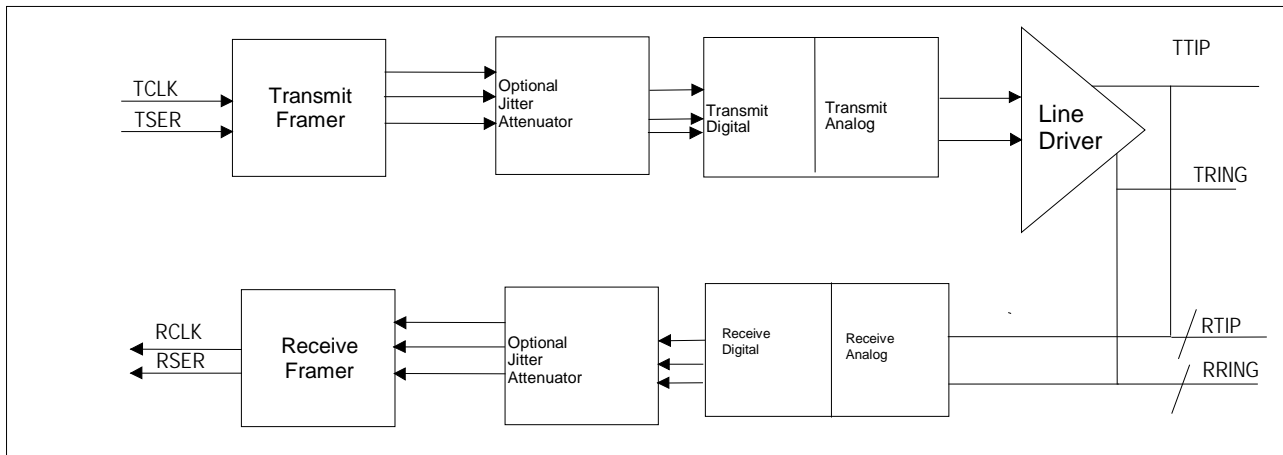 TCLK
TSER
Transmit
Framer
Optional
Jitter
Attenuator
Transmit
Digital
Transmit
Analog
Line
Driver
TTIP
TRING
RCLK
RSER
Receive
Framer
Optional
Jitter
Attenuator
Receive
Digital
Receive
Analog
RTIP
RRING